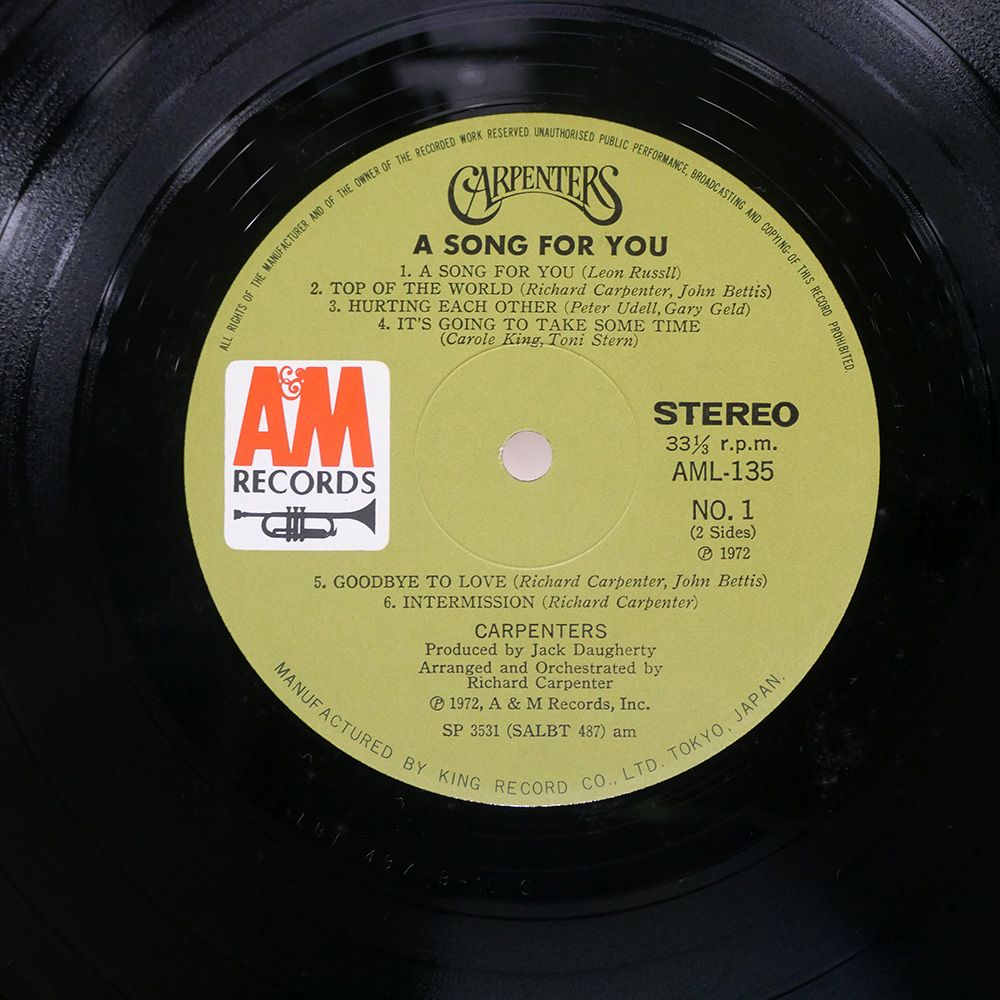 ALL RIGHTS OF THE MANUFACTURER AND OF THE OWNER OF THE RECORDED WORK RESERVED. UNAUTHORISED PUBLIC PERFORMANCE, BROADCASTING AND COPYING OF THIS RECORD PROHIBITED.
CARPENTERS
A SONG FOR YOU
1. A SONG FOR YOU (Leon Russll)
2. TOP OF THE WORLD (Richard Carpenter, John Bettis)
3. HURTING EACH OTHER (Peter Udell, Gary Geld)
4. IT'S GOING TO TAKE SOME TIME
(Carole King, Toni Stern)
A&M
RECORDS
STEREO
33⅓ r.p.m.
AML-135
NO. 1
(2 Sides)
℗ 1972
5. GOODBYE TO LOVE (Richard Carpenter, John Bettis)
6. INTERMISSION (Richard Carpenter)
CARPENTERS
Produced by Jack Daugherty
Arranged and Orchestrated by
Richard Carpenter
℗ 1972, A & M Records, Inc.
SP 3531 (SALBT 487) am
MANUFACTURED BY KING RECORD CO., LTD. TOKYO, JAPAN.